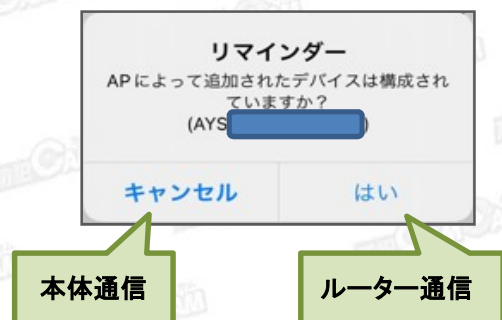 リマインダー
APによって追加されたデバイスは構成され
ていますか？
(AYS )
キャンセル
はい
本体通信
ルーター通信